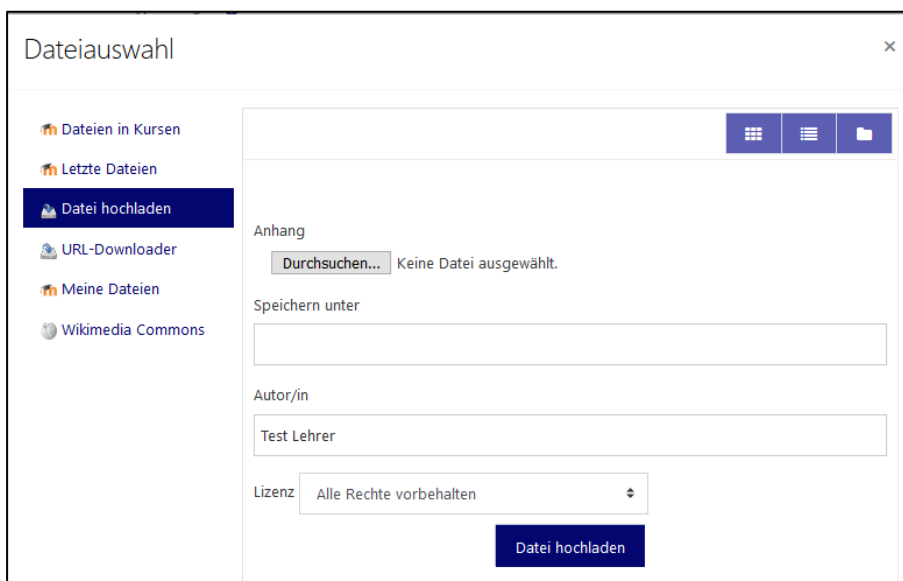 Dateiauswahl
×
Dateien in Kursen
Letzte Dateien
Datei hochladen
URL-Downloader
Meine Dateien
Wikimedia Commons
Anhang
Durchsuchen... Keine Datei ausgewählt.
Speichern unter
Autor/in
Test Lehrer
Lizenz Alle Rechte vorbehalten
Datei hochladen